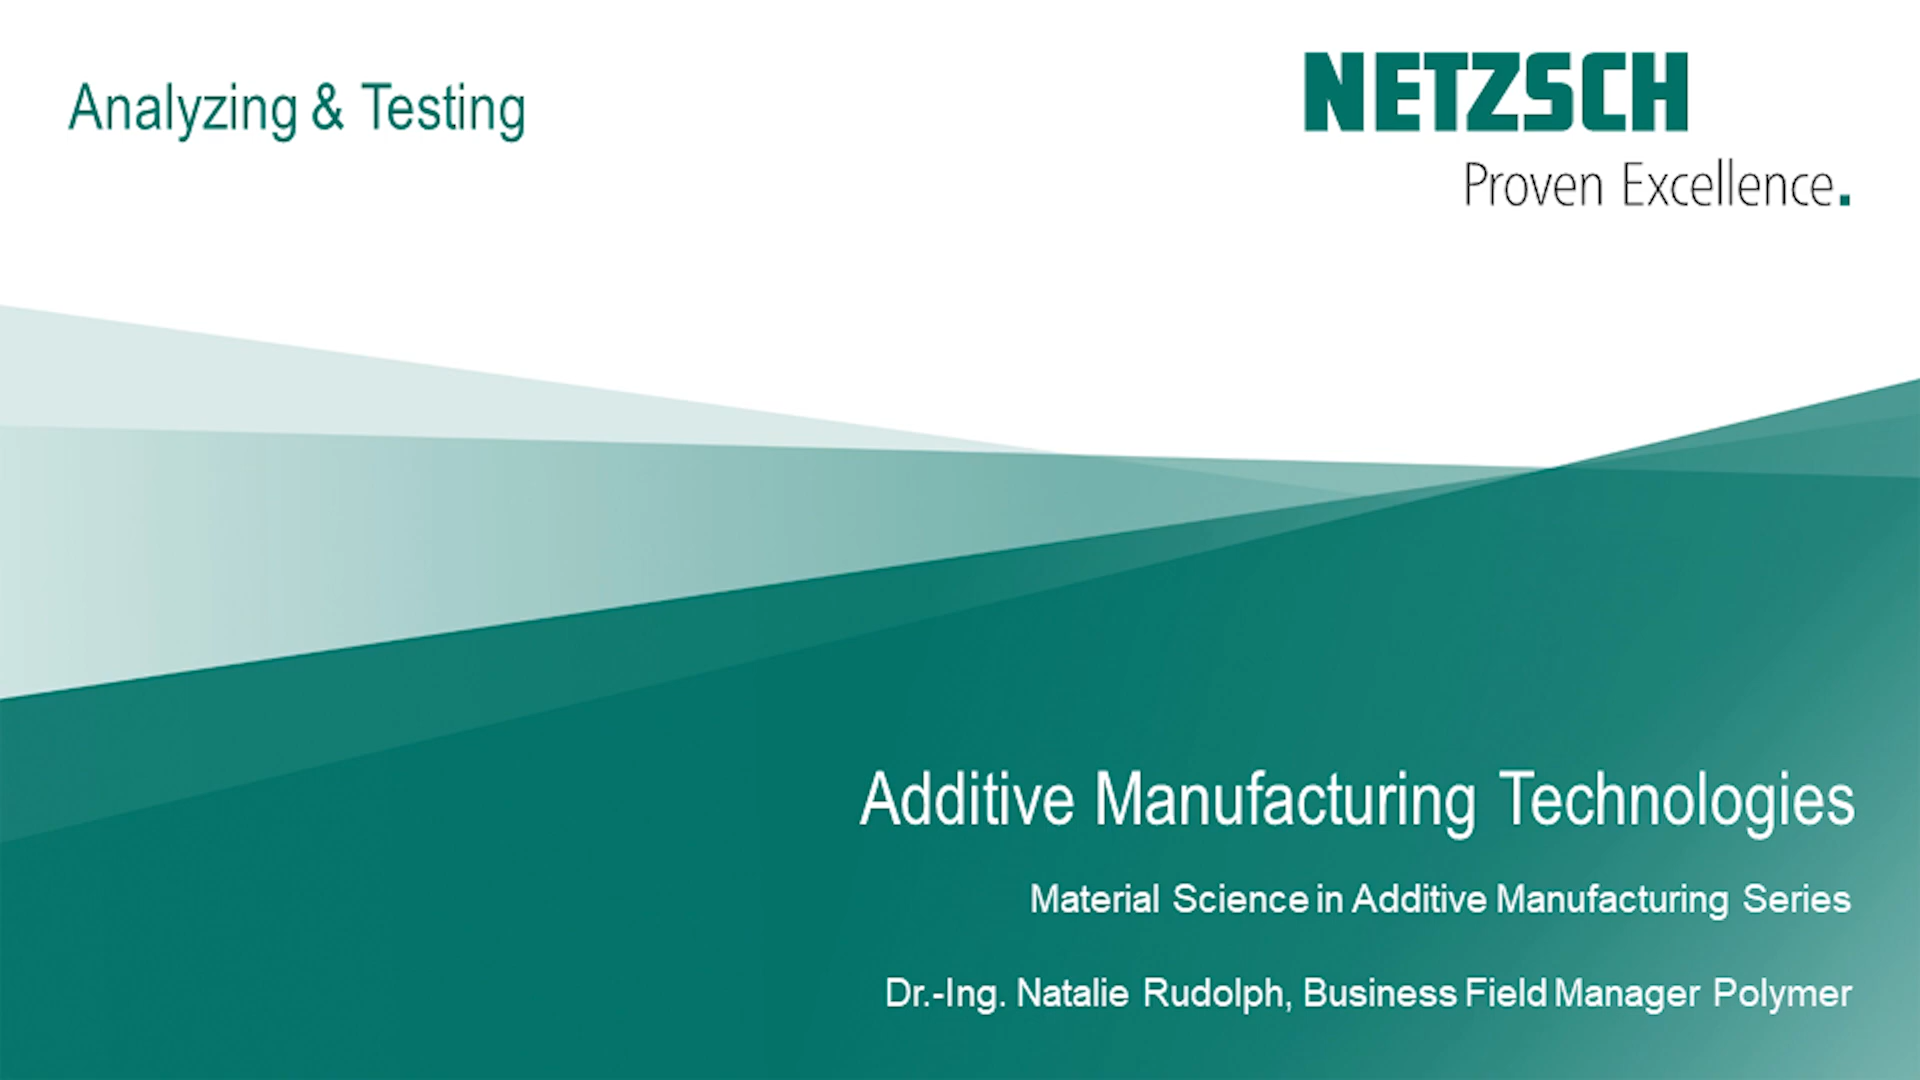 Analyzing & Testing
NETZSCH
Proven Excellence.
Additive Manufacturing Technologies
Material Science in Additive Manufacturing Series
Dr.-Ing. Natalie Rudolph, Business Field Manager Polymer